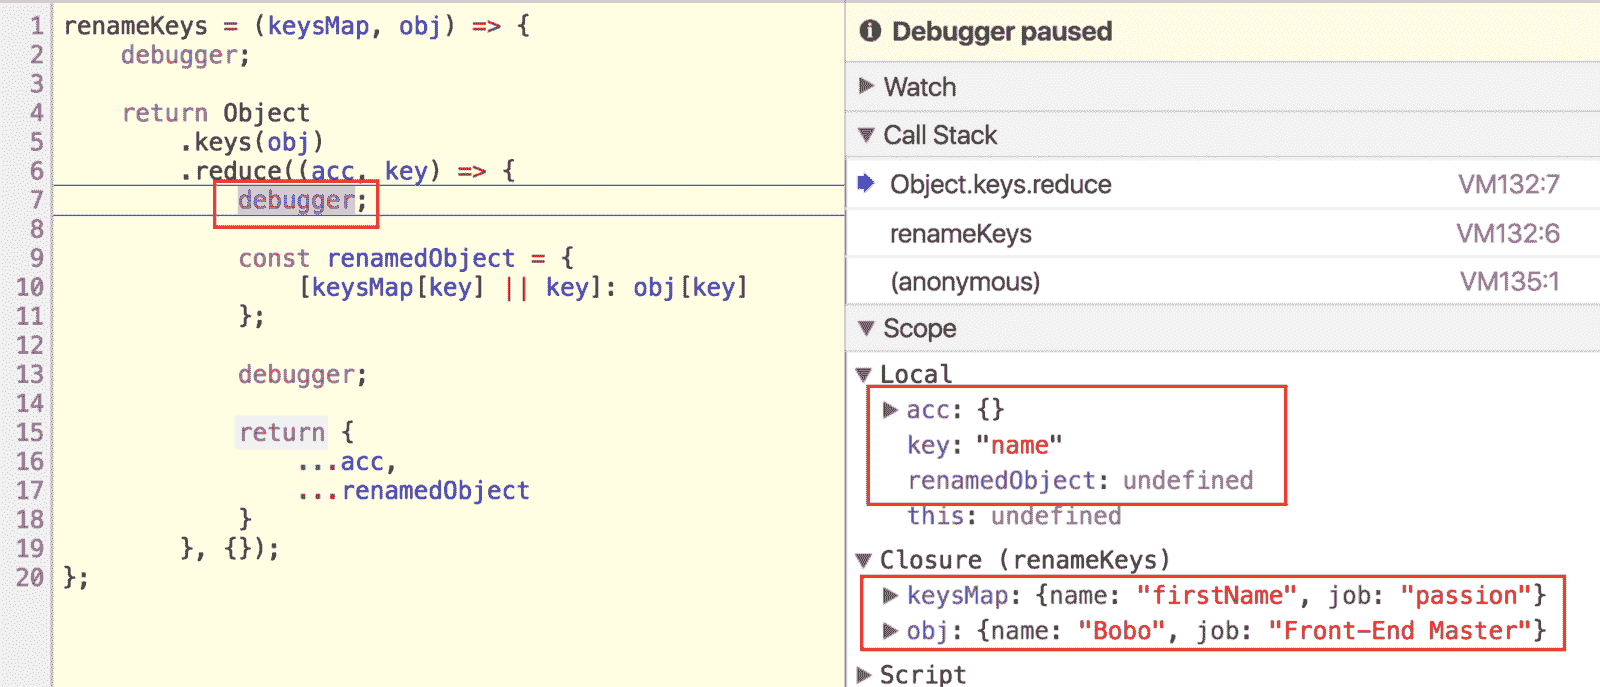 1 renameKeys = (keysMap, obj) => {
2 debugger;
3
4 return Object
5 .keys(obj)
6 .reduce((acc, key) => {
7 debugger;
8
9 const renamedObject = {
10 [keysMap[key] || key]: obj[key]
11 };
12
13 debugger;
14
15 return {
16 ...acc,
17 ...renamedObject
18 }
19 }, {});
20 };
Debugger paused
Watch
Call Stack
Object.keys.reduce VM132:7
renameKeys VM132:6
(anonymous) VM135:1
Scope
Local
acc: {}
key: "name"
renamedObject: undefined
this: undefined
Closure (renameKeys)
keysMap: {name: "firstName", job: "passion"}
obj: {name: "Bobo", job: "Front-End Master"}
Script